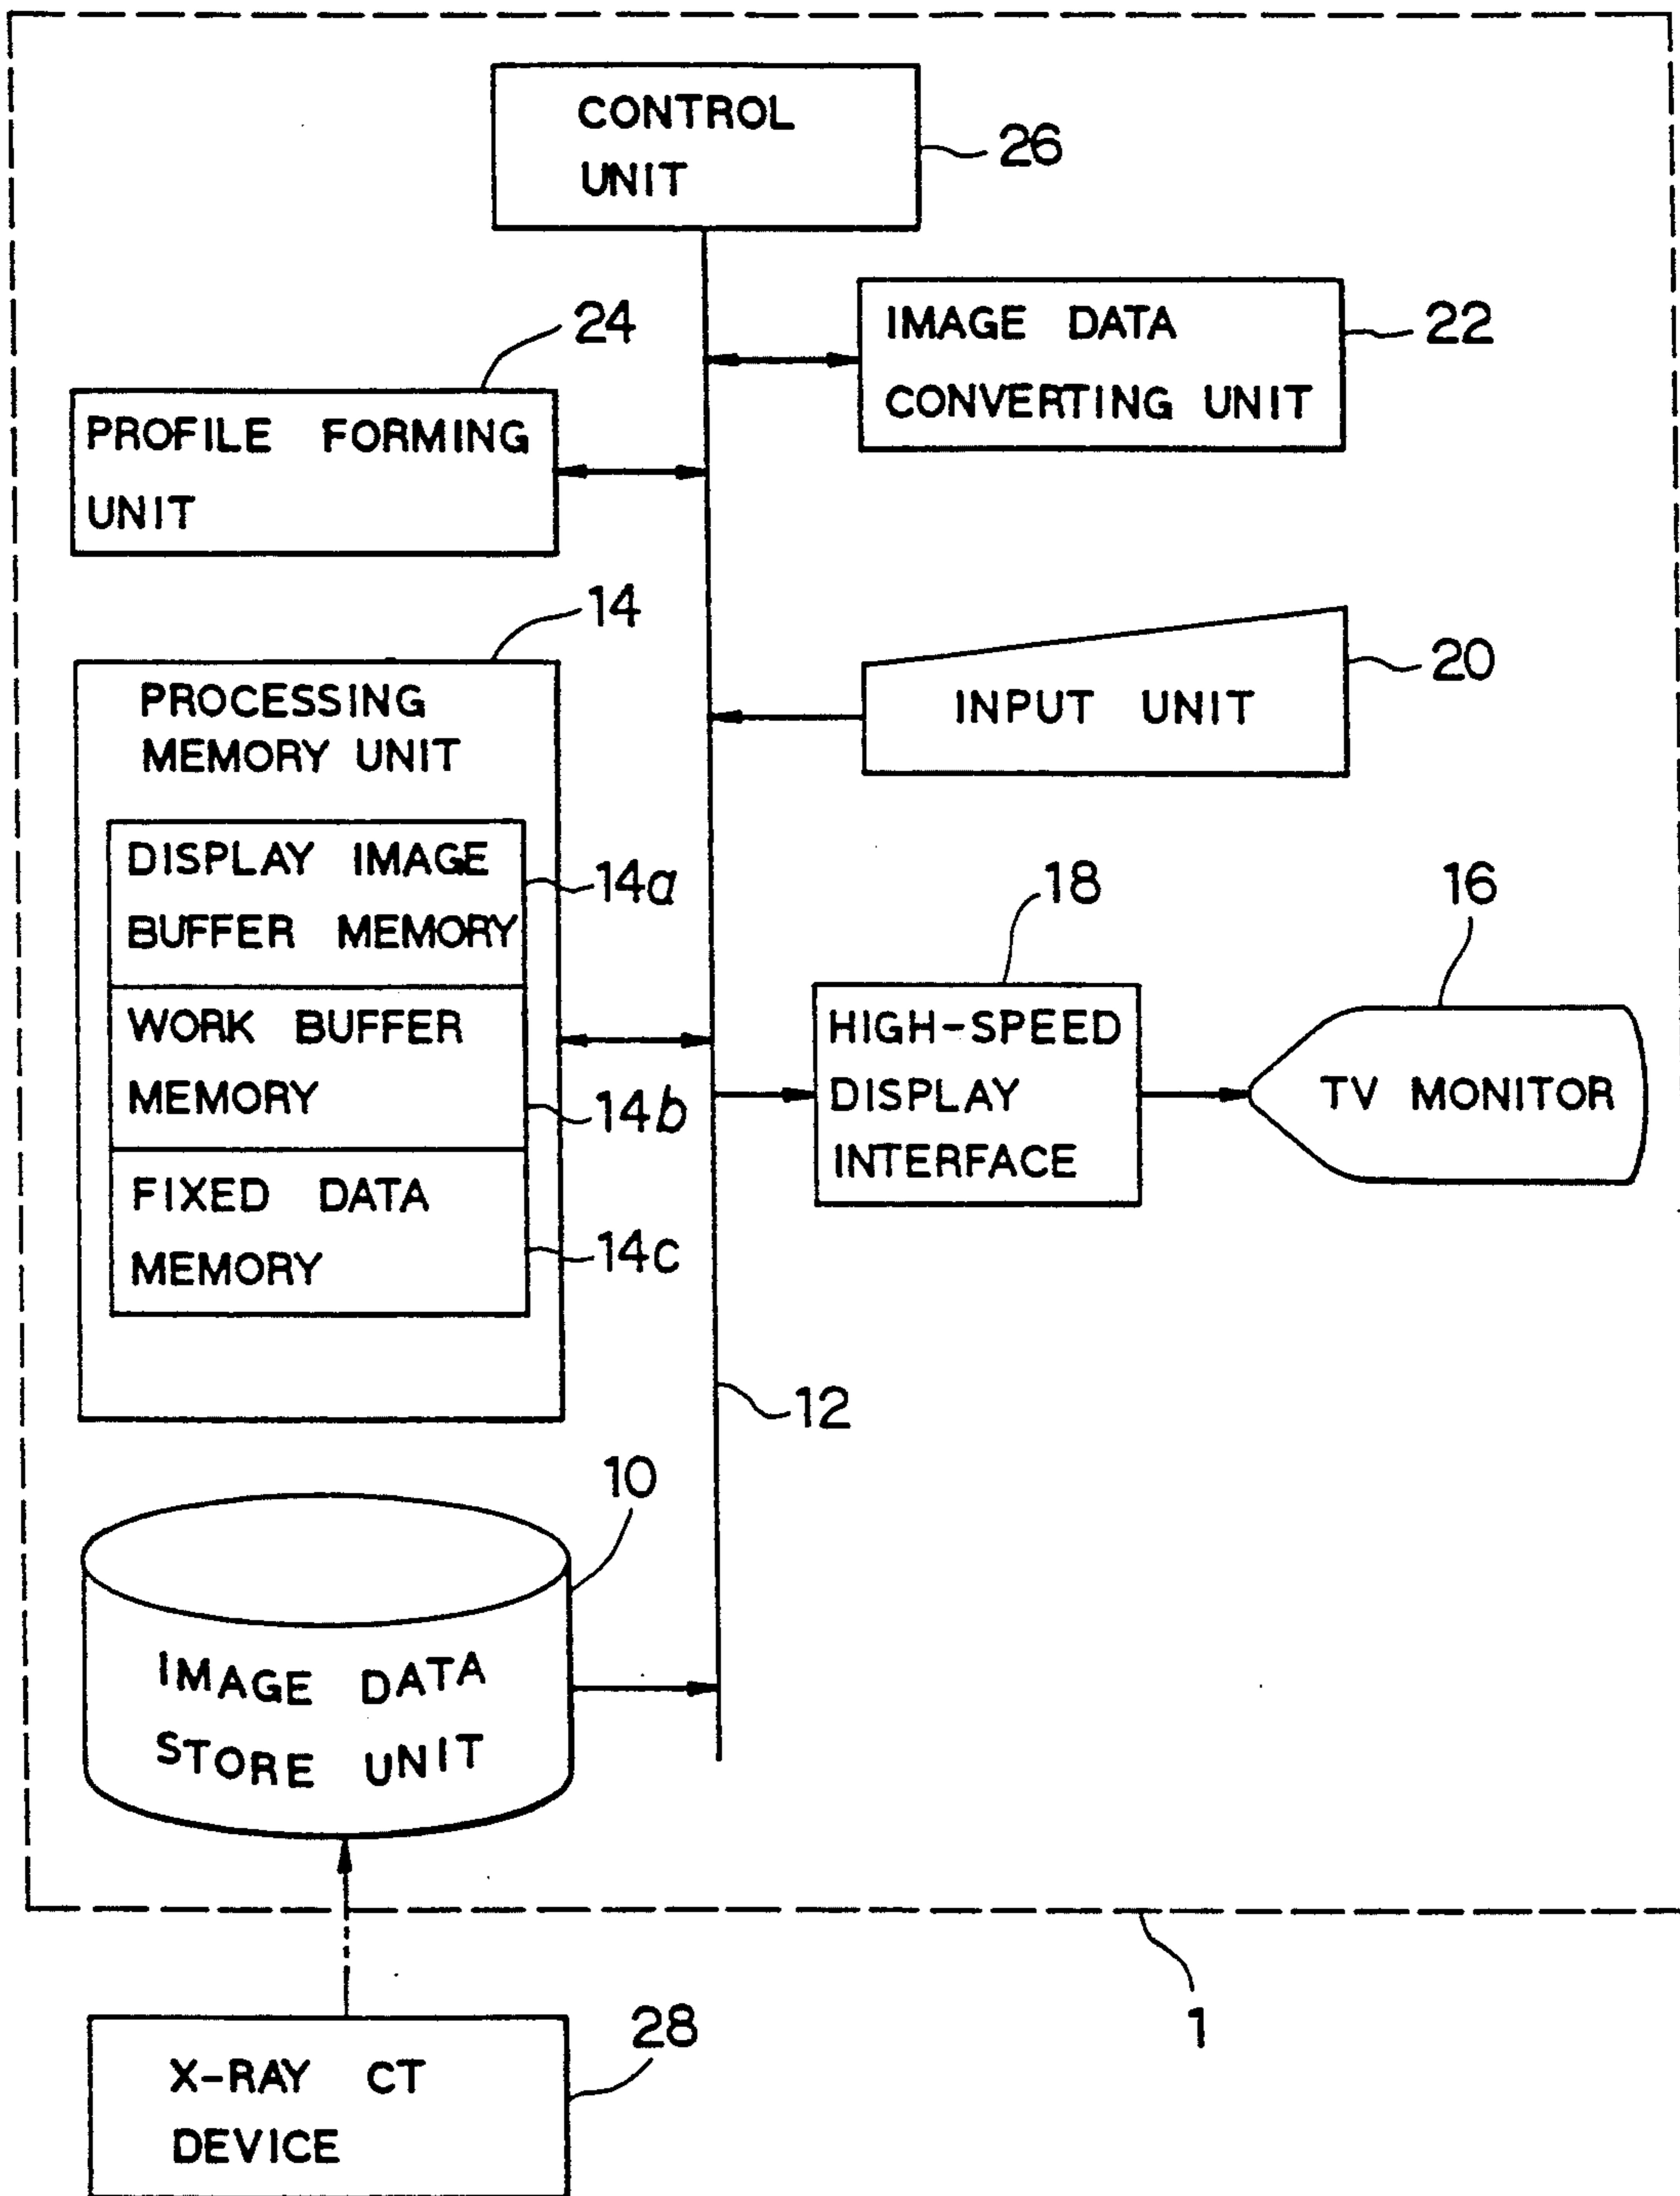 CONTROL
UNIT
26
IMAGE DATA
CONVERTING UNIT
22
24
PROFILE FORMING
UNIT
14
PROCESSING
MEMORY UNIT
DISPLAY IMAGE
BUFFER MEMORY
14a
WORK BUFFER
MEMORY
14b
FIXED DATA
MEMORY
14c
INPUT UNIT
20
18
HIGH-SPEED
DISPLAY
INTERFACE
16
TV MONITOR
12
10
IMAGE DATA
STORE UNIT
1
X-RAY CT
DEVICE
28